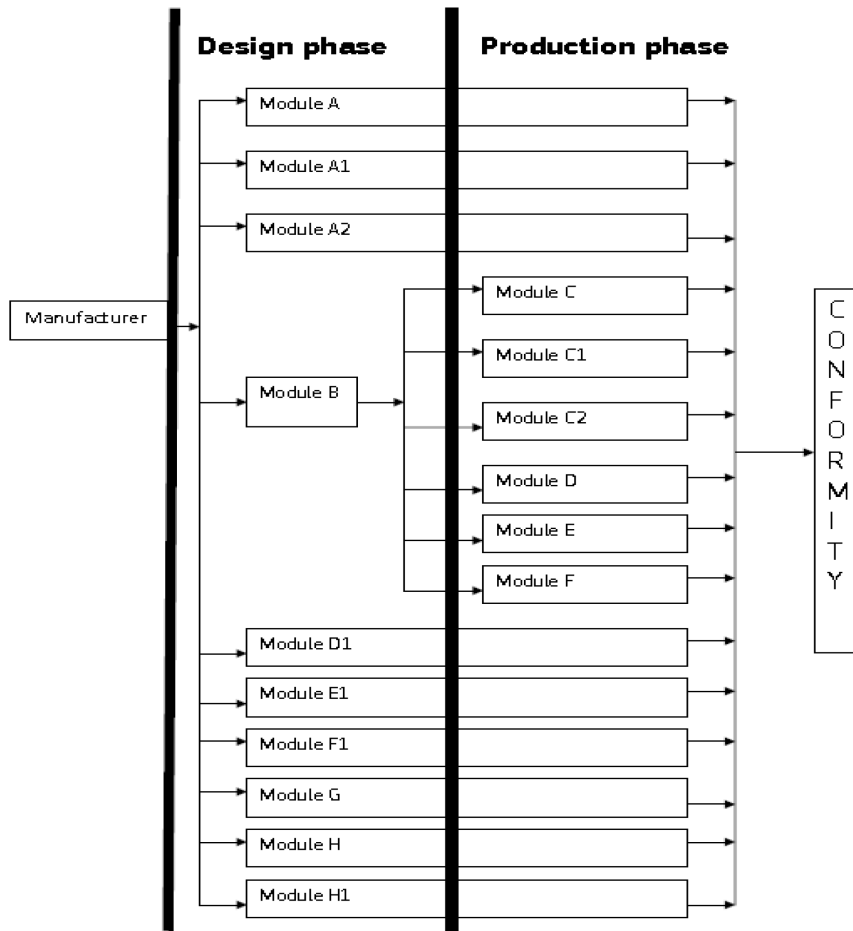 Design phase
Production phase
Module A
Module A1
Module A2
Module C
Manufacturer
Module C1
Module B
Module C2
Module D
Module E
Module F
Module D1
Module E1
Module F1
Module G
Module H
Module H1
C
O
N
F
O
R
M
I
T
Y